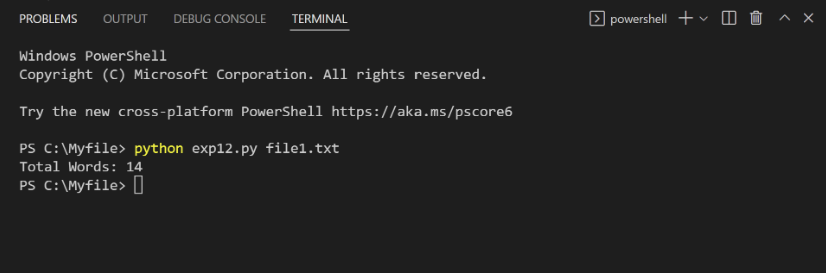 PROBLEMS OUTPUT DEBUG CONSOLE TERMINAL powershell
Windows PowerShell
Copyright (C) Microsoft Corporation. All rights reserved.
Try the new cross-platform PowerShell https://aka.ms/pscore6
PS C:\Myfile> python exp12.py file1.txt
Total Words: 14
PS C:\Myfile>